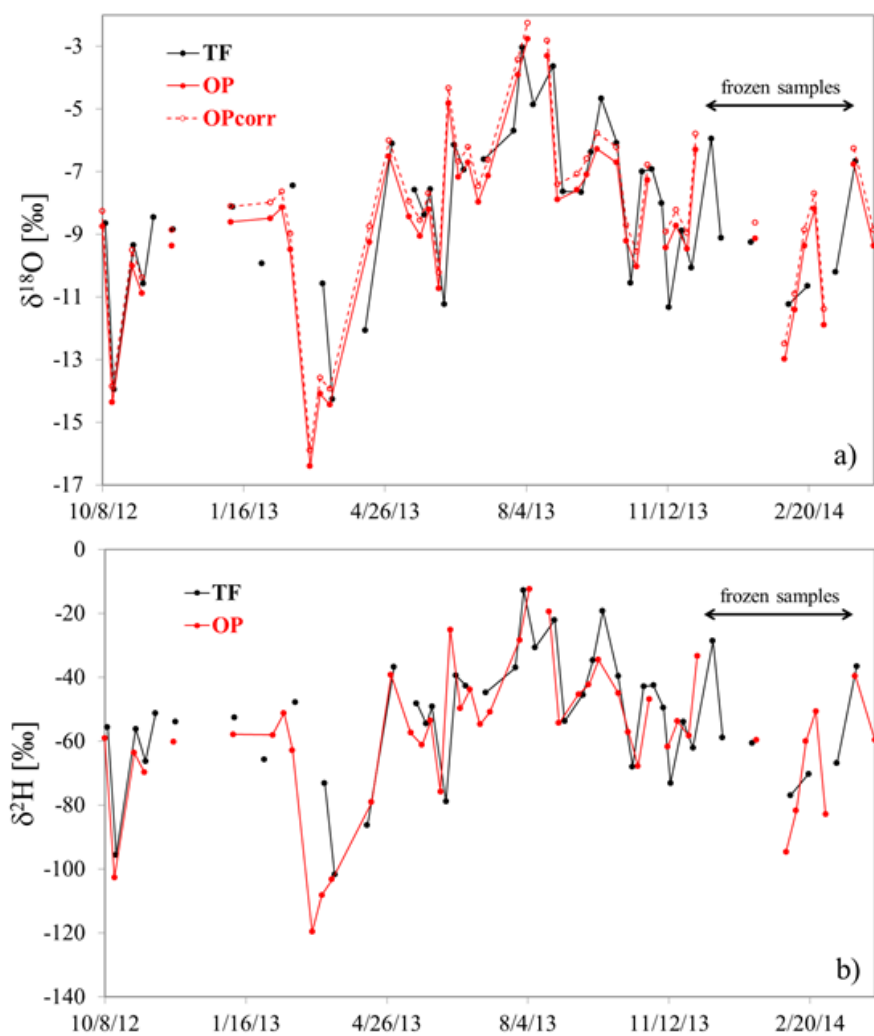 -3
-5
-7
-9
-11
-13
-15
-17
δ¹⁸O [‰]
TF
OP
OPcorr
frozen samples
a)
10/8/12 1/16/13 4/26/13 8/4/13 11/12/13 2/20/14
0
-20
-40
-60
-80
-100
-120
-140
δ²H [‰]
TF
OP
frozen samples
b)
10/8/12 1/16/13 4/26/13 8/4/13 11/12/13 2/20/14